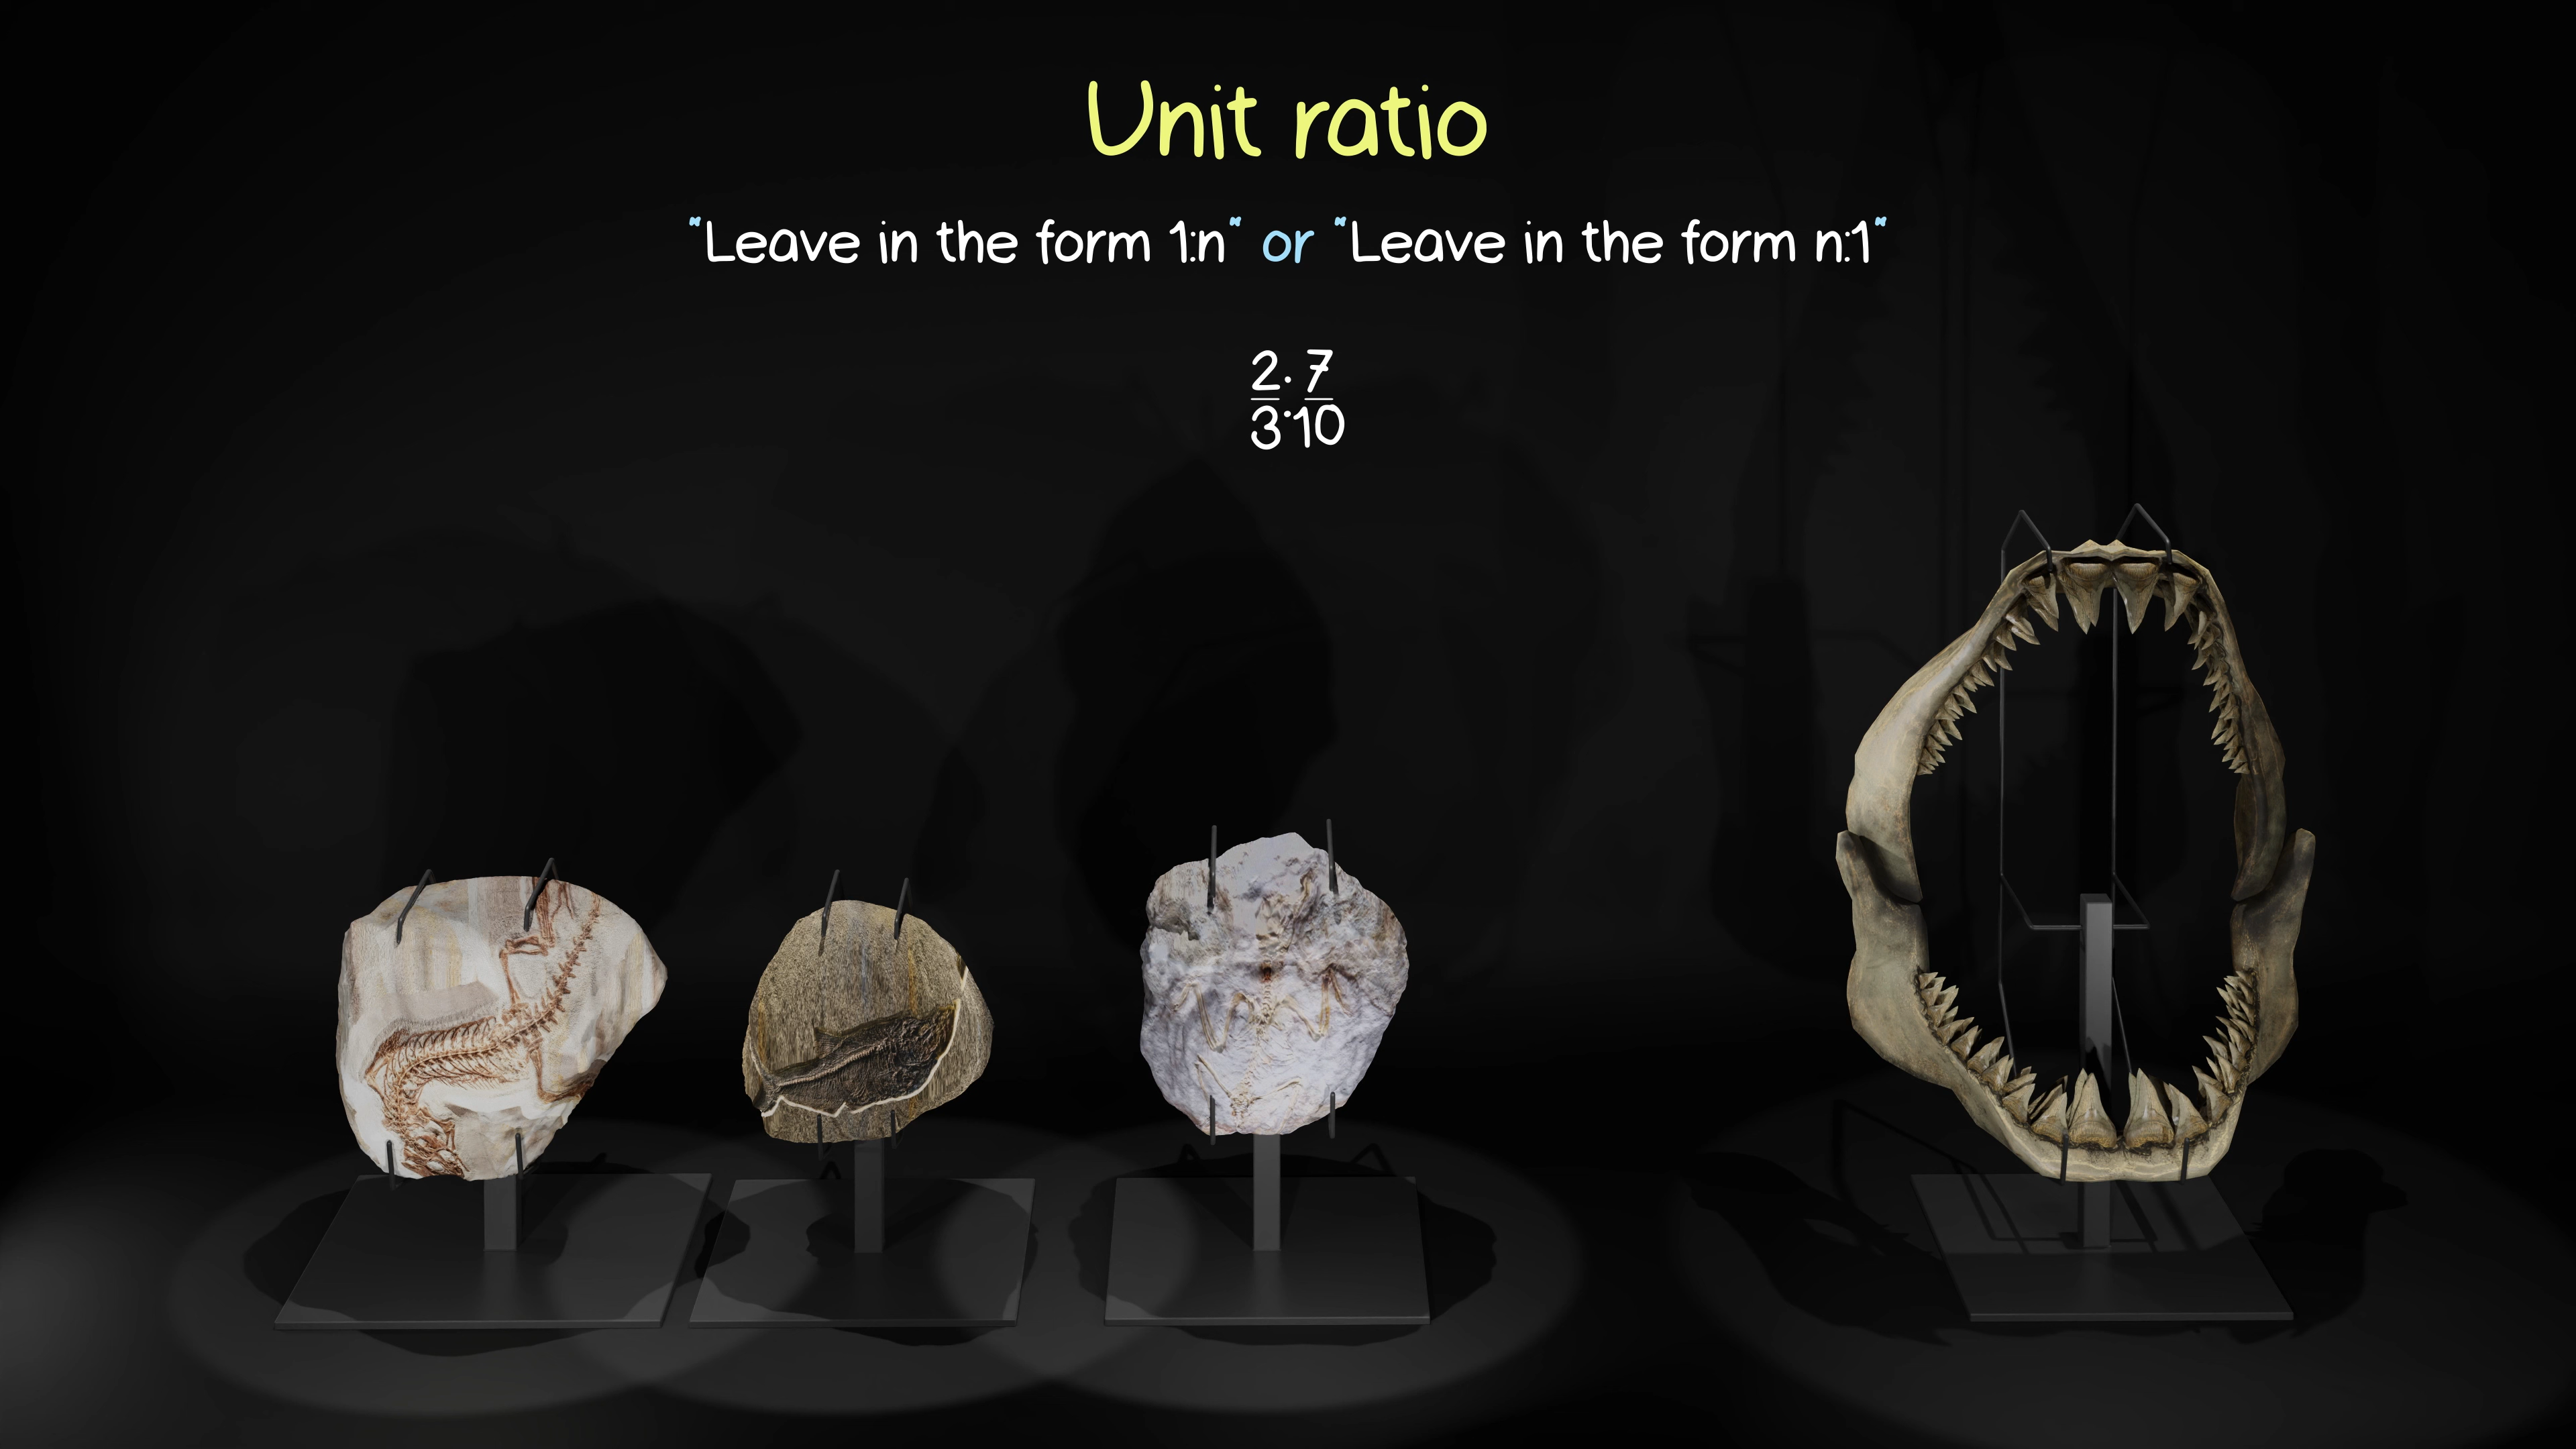 Unit ratio
"Leave in the form 1:n" or "Leave in the form n:1"
2/3 : 7/10